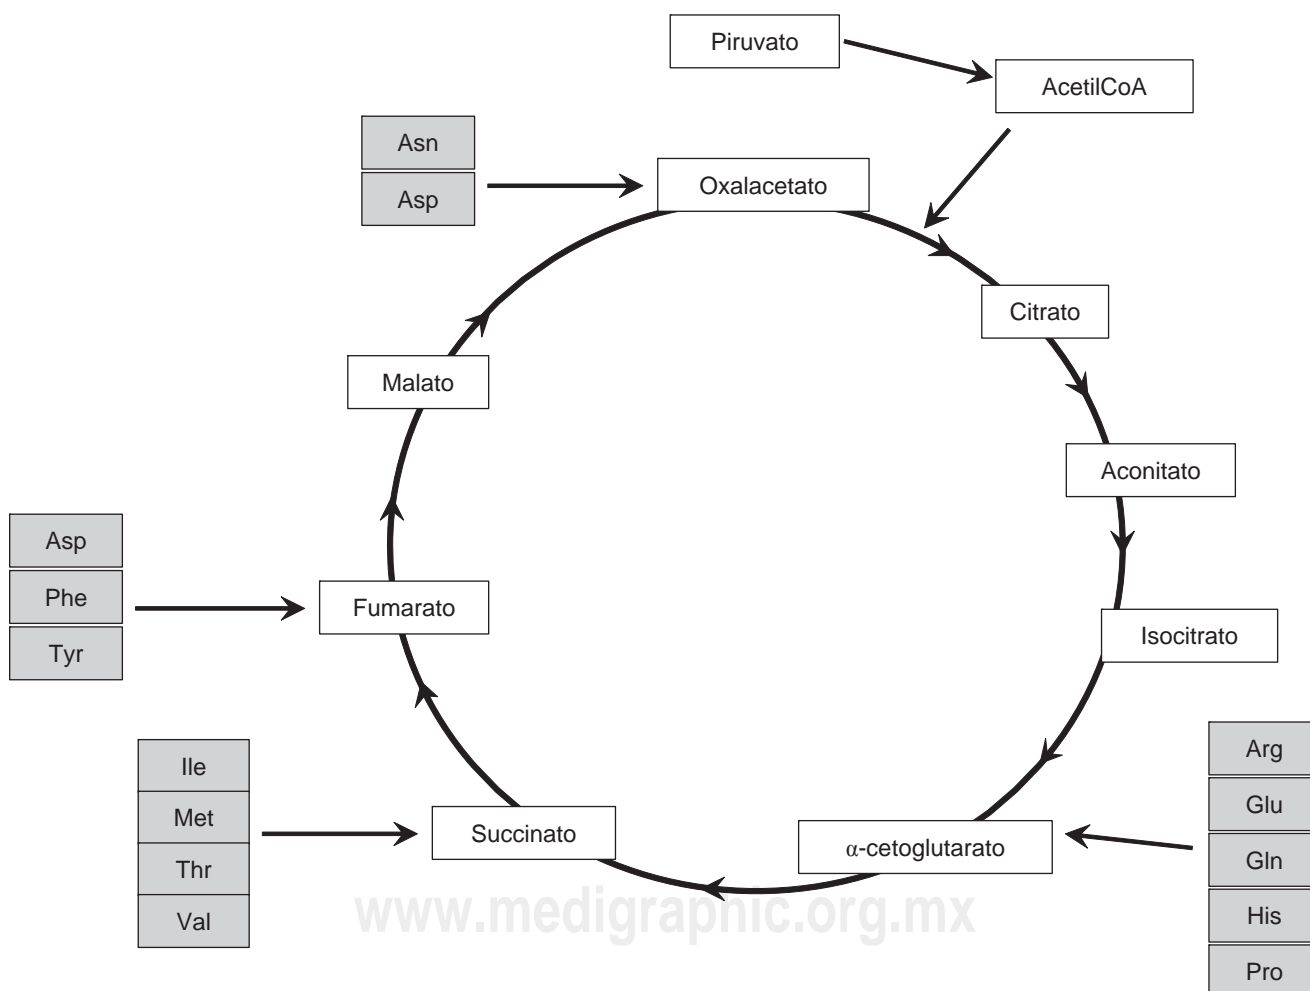 Piruvato
AcetilCoA
Asn
Asp
Oxalacetato
Citrato
Malato
Aconitato
Asp
Phe
Tyr
Fumarato
Isocitrato
Ile
Met
Thr
Val
Succinato
α-cetoglutarato
Arg
Glu
Gln
His
Pro
www.medigraphic.org.mx